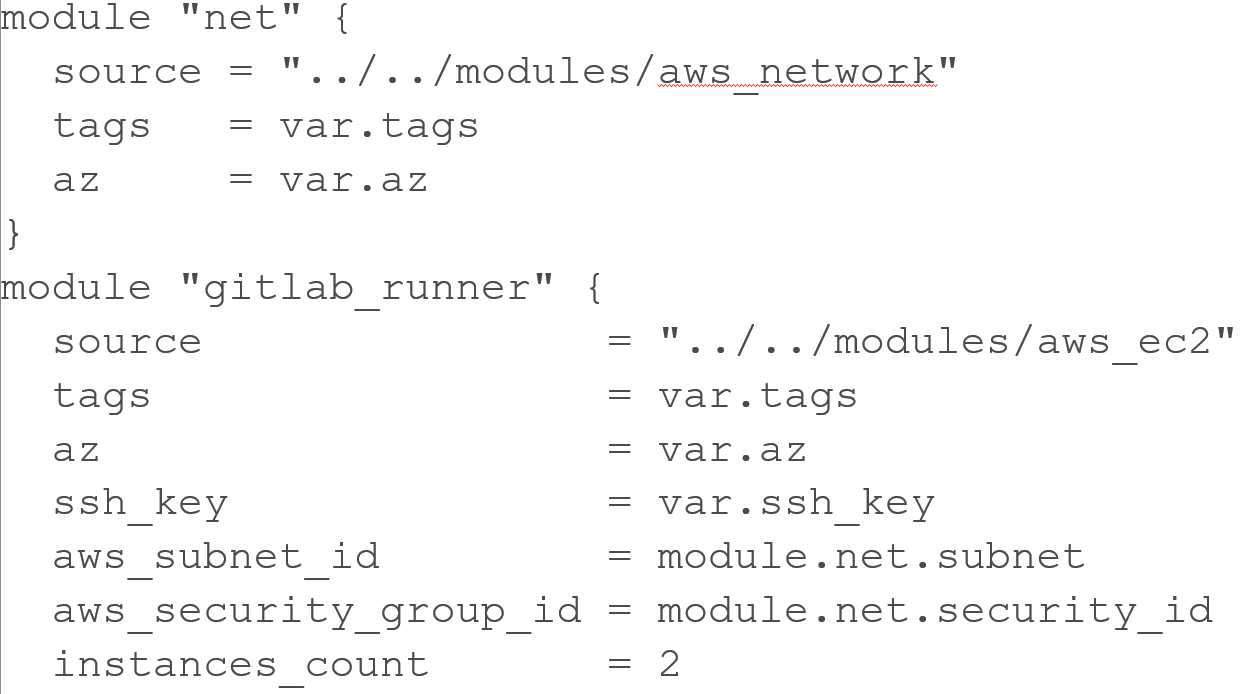 module "net" {
  source = "../../modules/aws_network"
  tags   = var.tags
  az     = var.az
}
module "gitlab_runner" {
  source                = "../../modules/aws_ec2"
  tags                  = var.tags
  az                    = var.az
  ssh_key               = var.ssh_key
  aws_subnet_id         = module.net.subnet
  aws_security_group_id = module.net.security_id
  instances_count       = 2